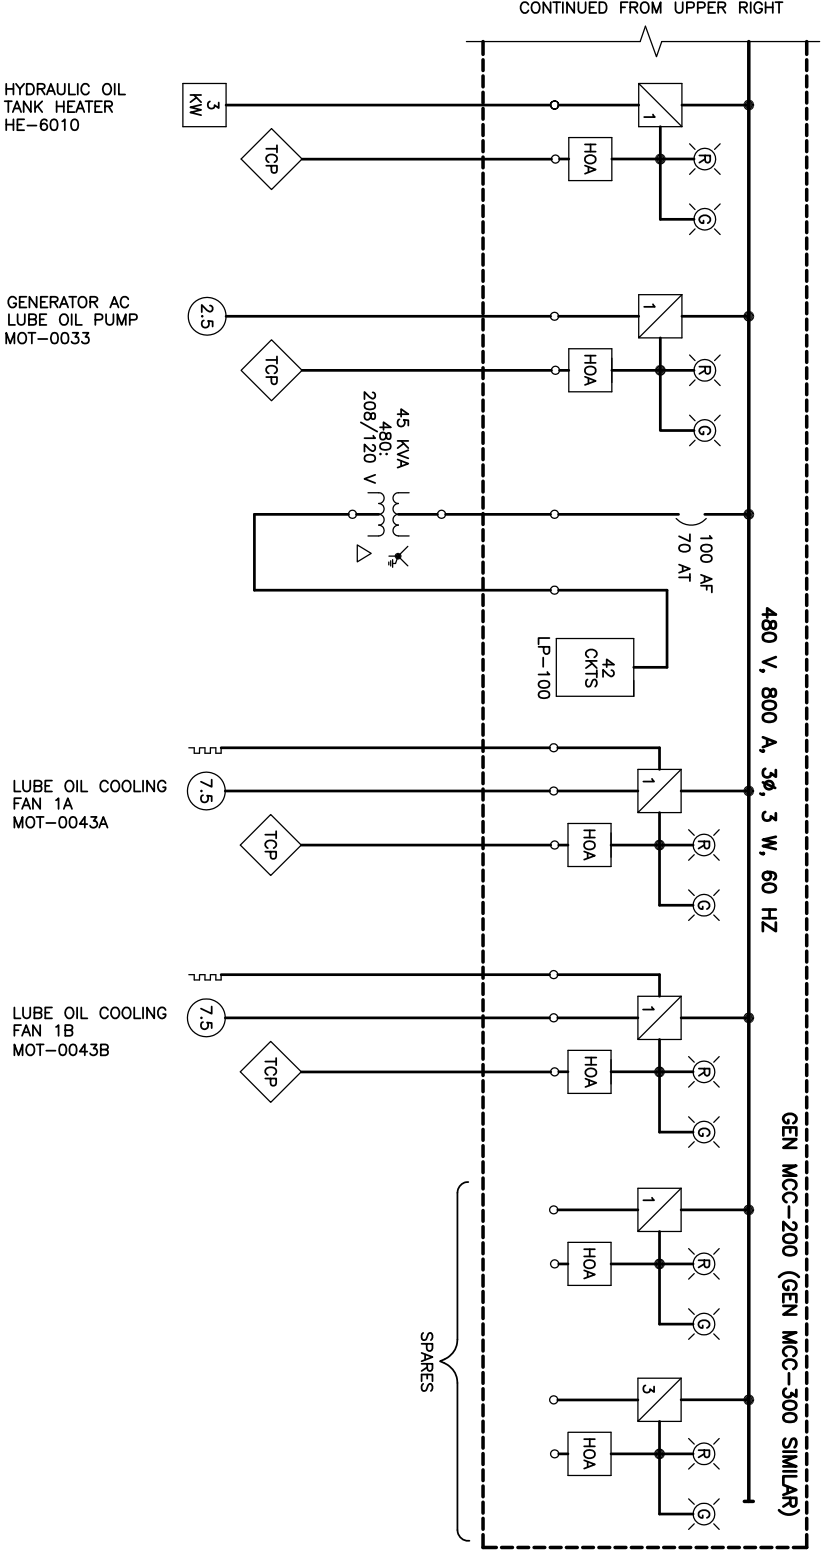 CONTINUED FROM UPPER RIGHT
HYDRAULIC OIL
TANK HEATER
HE-6010
3
KW
1
TCP
HOA
R
G
GENERATOR AC
LUBE OIL PUMP
MOT-0033
2.5
1
TCP
HOA
R
G
45 KVA
480:
208/120 V
100 AF
70 AT
42
CKTS
LP-100
480 V, 800 A, 3Ø, 3 W, 60 HZ
LUBE OIL COOLING
FAN 1A
MOT-0043A
7.5
1
TCP
HOA
R
G
LUBE OIL COOLING
FAN 1B
MOT-0043B
7.5
1
TCP
HOA
R
G
GEN MCC-200 (GEN MCC-300 SIMILAR)
SPARES
1
HOA
R
G
3
HOA
R
G